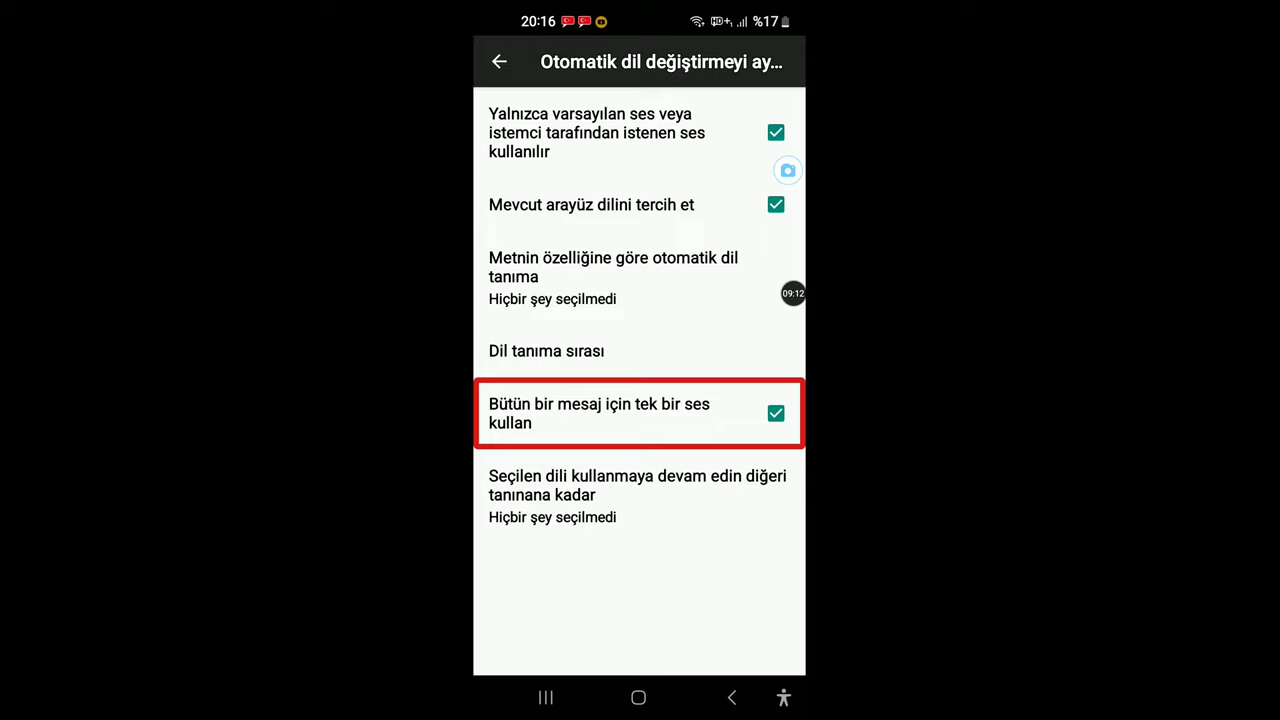 20:16 %17
Otomatik dil değiştirmeyi ay...
Yalnızca varsayılan ses veya
istemci tarafından istenen ses
kullanılır
Mevcut arayüz dilini tercih et
Metnin özelliğine göre otomatik dil
tanıma
Hiçbir şey seçilmedi
09:12
Dil tanıma sırası
Bütün bir mesaj için tek bir ses
kullan
Seçilen dili kullanmaya devam edin diğeri
tanınana kadar
Hiçbir şey seçilmedi